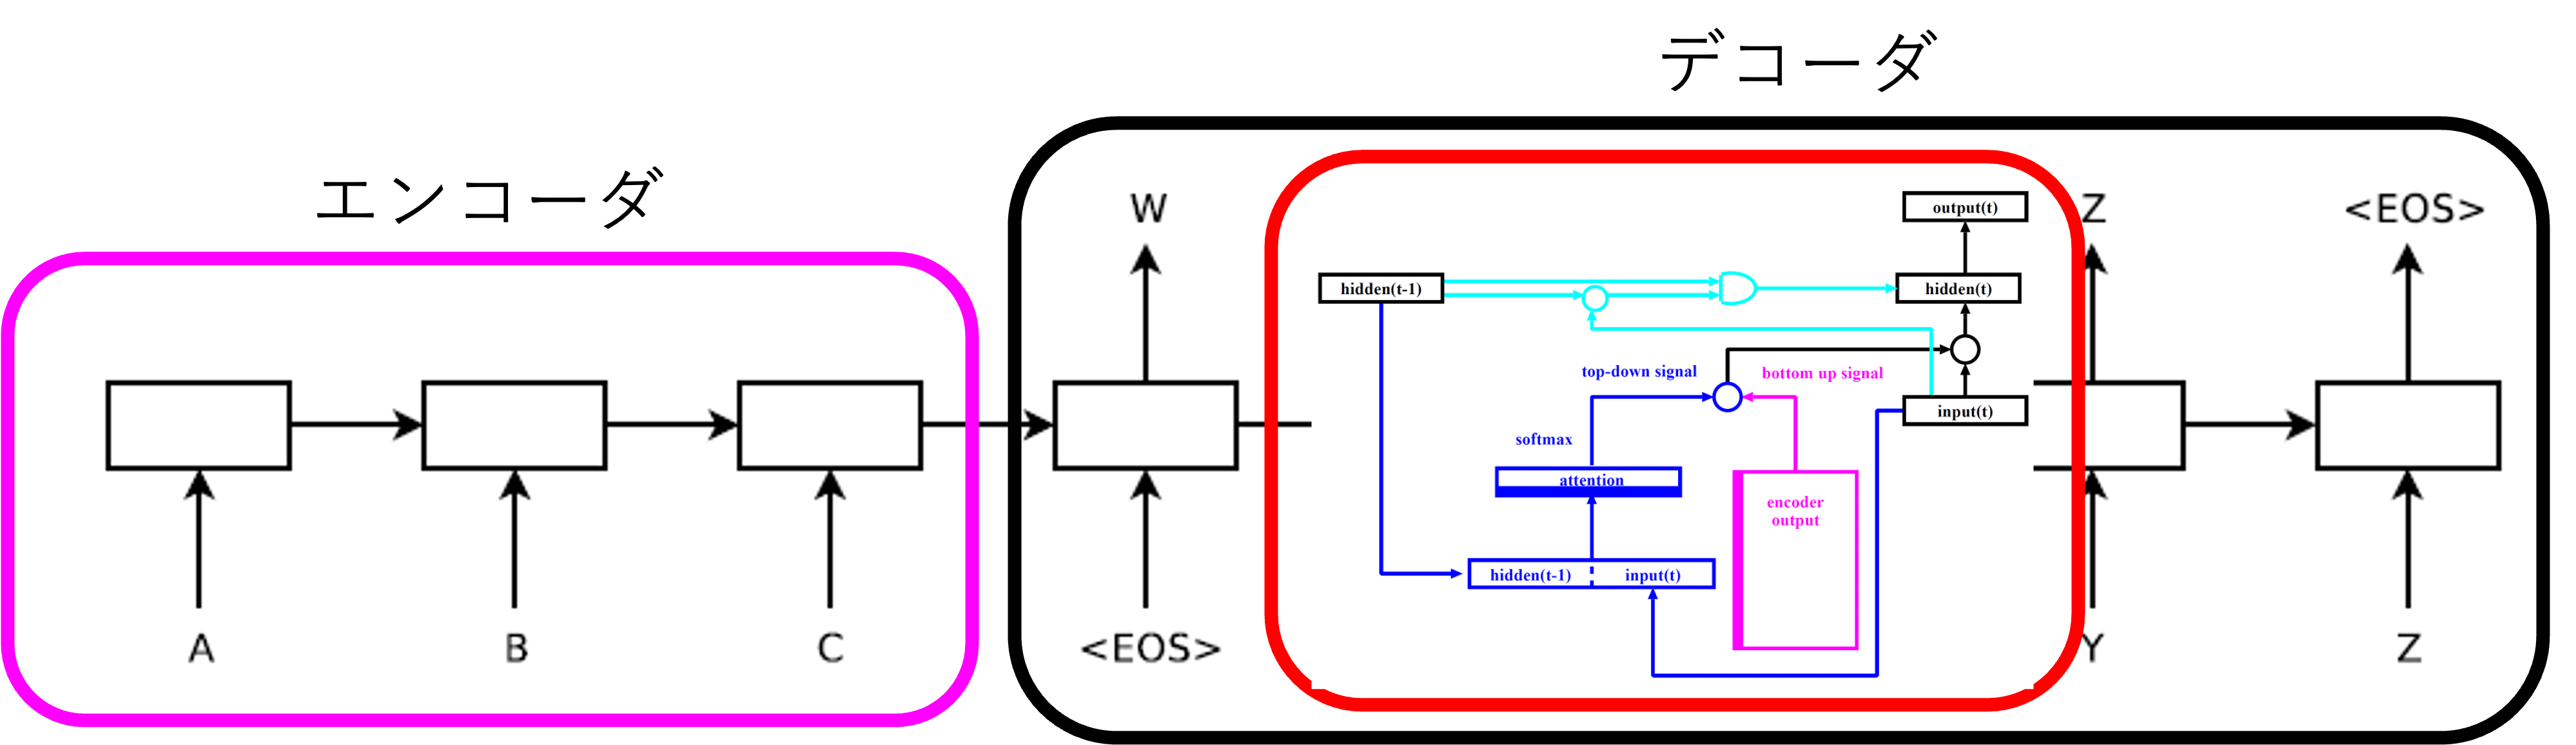 デコーダ
エンコーダ
W
Z
<EOS>
output(t)
hidden(t-1)
hidden(t)
top-down signal
bottom up signal
input(t)
softmax
attention
encoder
output
hidden(t-1)
input(t)
A
B
C
<EOS>
Y
Z